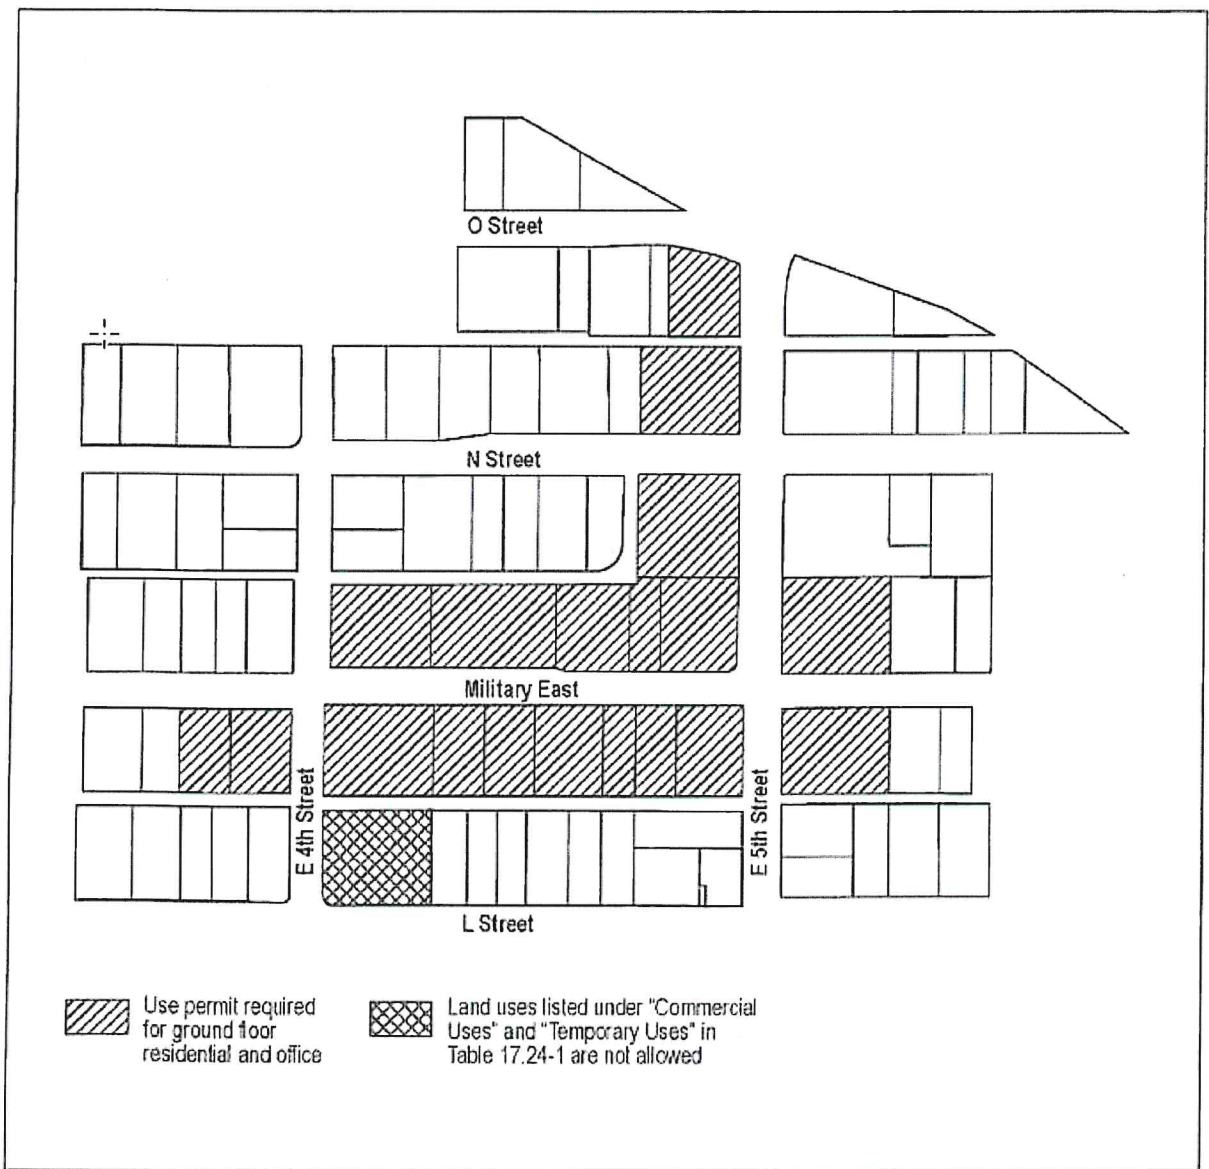 O Street
N Street
Military East
E 4th Street
E 5th Street
L Street
Use permit required
for ground floor
residential and office
Land uses listed under "Commercial
Uses" and "Temporary Uses" in
Table 17.24-1 are not allowed